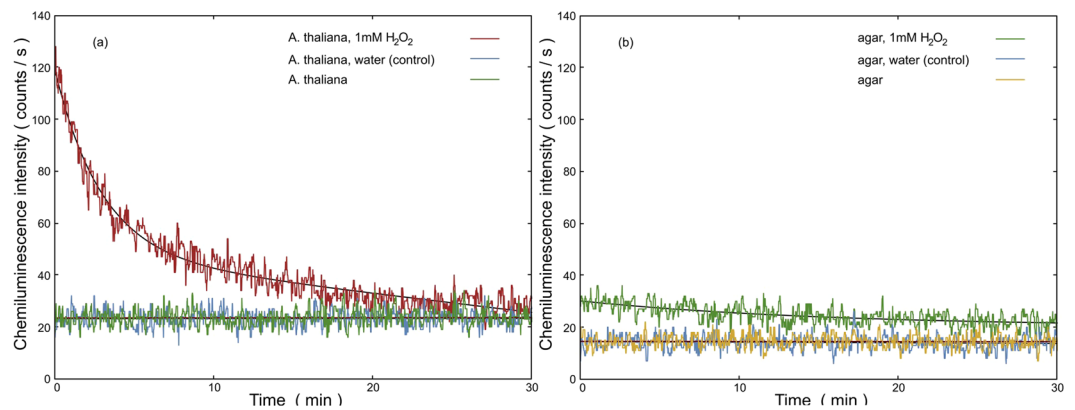 (a)
A. thaliana, 1mM H₂O₂
A. thaliana, water (control)
A. thaliana
140
120
100
80
60
40
20
0
Chemiluminescence intensity ( counts / s )
0
10
20
30
Time ( min )
(b)
agar, 1mM H₂O₂
agar, water (control)
agar
140
120
100
80
60
40
20
0
Chemiluminescence intensity ( counts / s )
0
10
20
30
Time ( min )